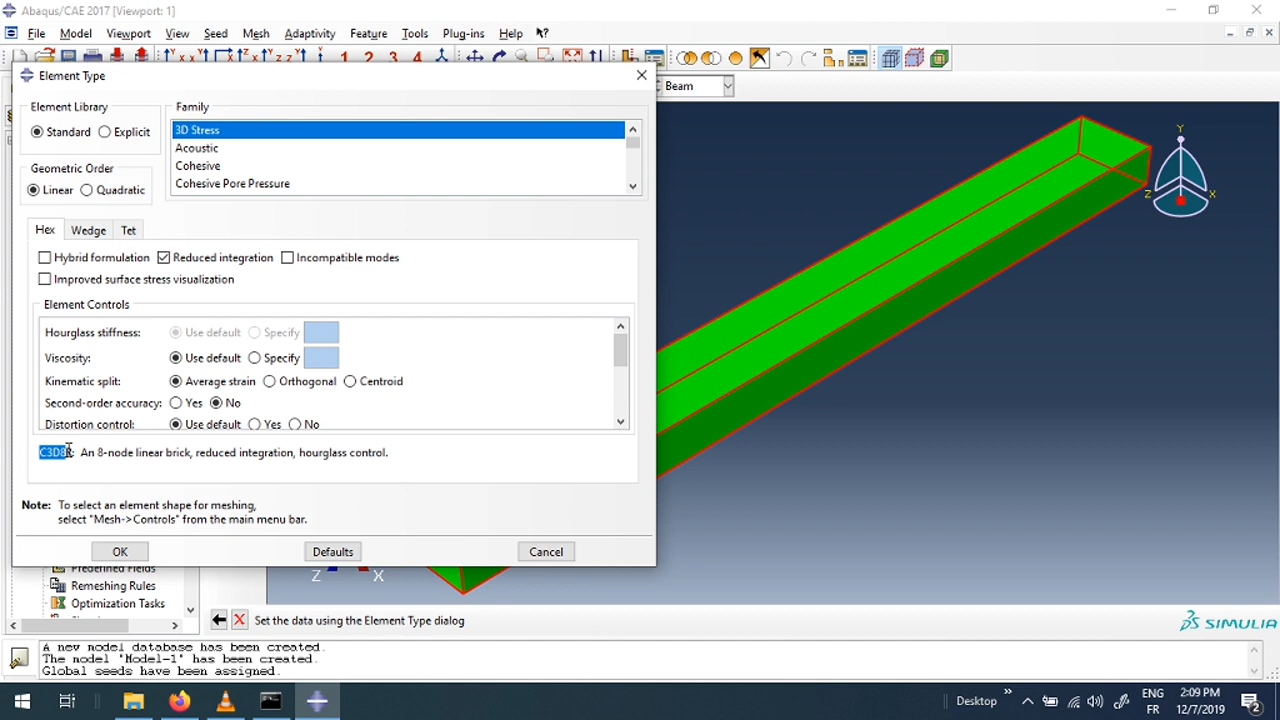 Abaqus/CAE 2017 [Viewport: 1]
File Model Viewport View Seed Mesh Adaptivity Feature Tools Plug-ins Help
1 2 3 4
Element Type
Beam
Element Library
Standard Explicit
Family
3D Stress
Acoustic
Cohesive
Cohesive Pore Pressure
Geometric Order
Linear Quadratic
Hex Wedge Tet
Hybrid formulation Reduced integration Incompatible modes
Improved surface stress visualization
Element Controls
Hourglass stiffness: Use default Specify
Viscosity: Use default Specify
Kinematic split: Average strain Orthogonal Centroid
Second-order accuracy: Yes No
Distortion control: Use default Yes No
An 8-node linear brick, reduced integration, hourglass control.
Note: To select an element shape for meshing,
select "Mesh->Controls" from the main menu bar.
OK Defaults Cancel
Y
Z X
Z X
Predefined Fields
Remeshing Rules
Optimization Tasks
Set the data using the Element Type dialog
SIMULIA
A new model database has been created.
The model "Model-1" has been created.
Global seeds have been assigned.
Desktop
ENG
FR
2:09 PM
12/7/2019
2